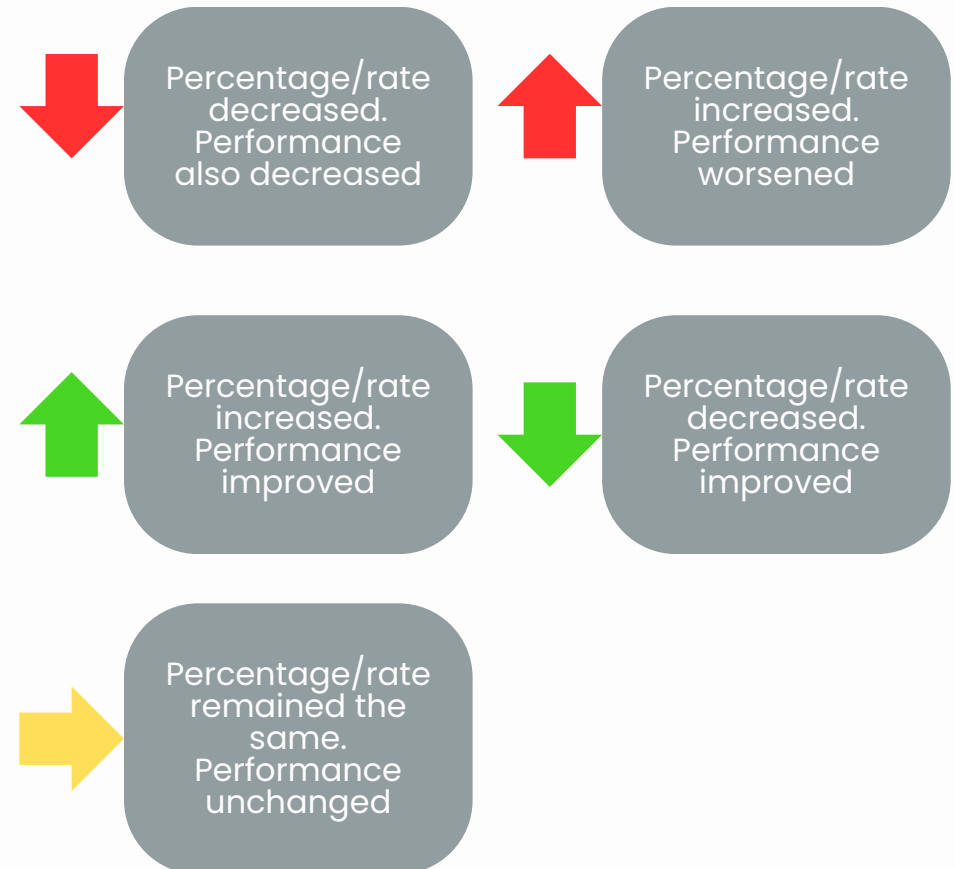 Percentage/rate
decreased.
Performance
also decreased
Percentage/rate
increased.
Performance
worsened
Percentage/rate
increased.
Performance
improved
Percentage/rate
decreased.
Performance
improved
Percentage/rate
remained the
same.
Performance
unchanged